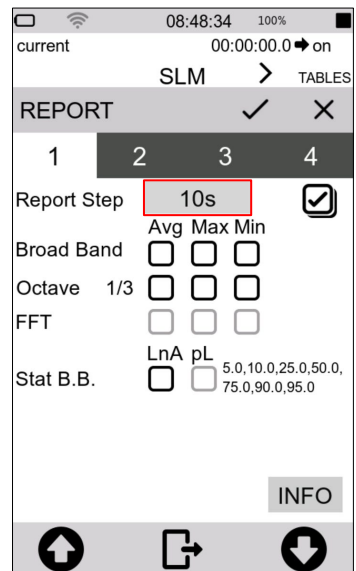 08:48:34 100%
current 00:00:00.0 on
SLM > TABLES
REPORT
1 2 3 4
Report Step 10s
Avg Max Min
Broad Band
Octave 1/3
FFT
LnA pL
Stat B.B. 5.0,10.0,25.0,50.0,
75.0,90.0,95.0
INFO